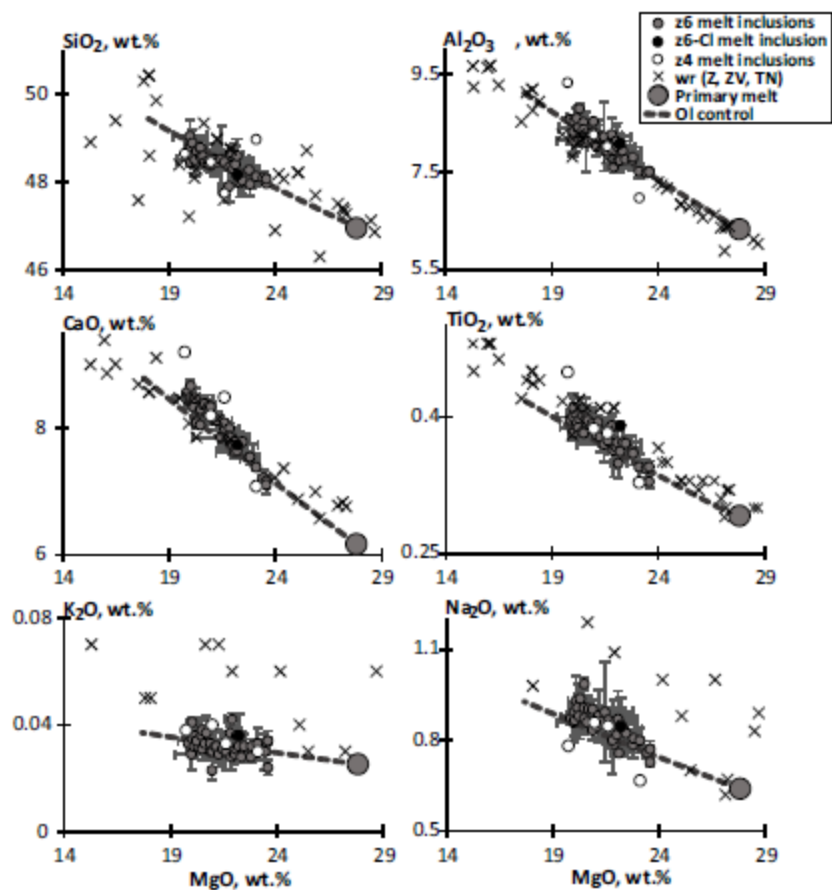 SiO2, wt.%
50
48
46
14 19 24 29
Al2O3 , wt.%
9.5
7.5
5.5
14 19 24 29
z6 melt inclusions
z6-Cl melt inclusion
z4 melt inclusions
wr (Z, ZV, TN)
Primary melt
Ol control
CaO, wt.%
8
6
14 19 24 29
TiO2, wt.%
0.4
0.25
14 19 24 29
K2O, wt.%
0.08
0.04
0
14 19 24 29
MgO, wt.%
Na2O, wt.%
1.1
0.8
0.5
14 19 24 29
MgO, wt.%